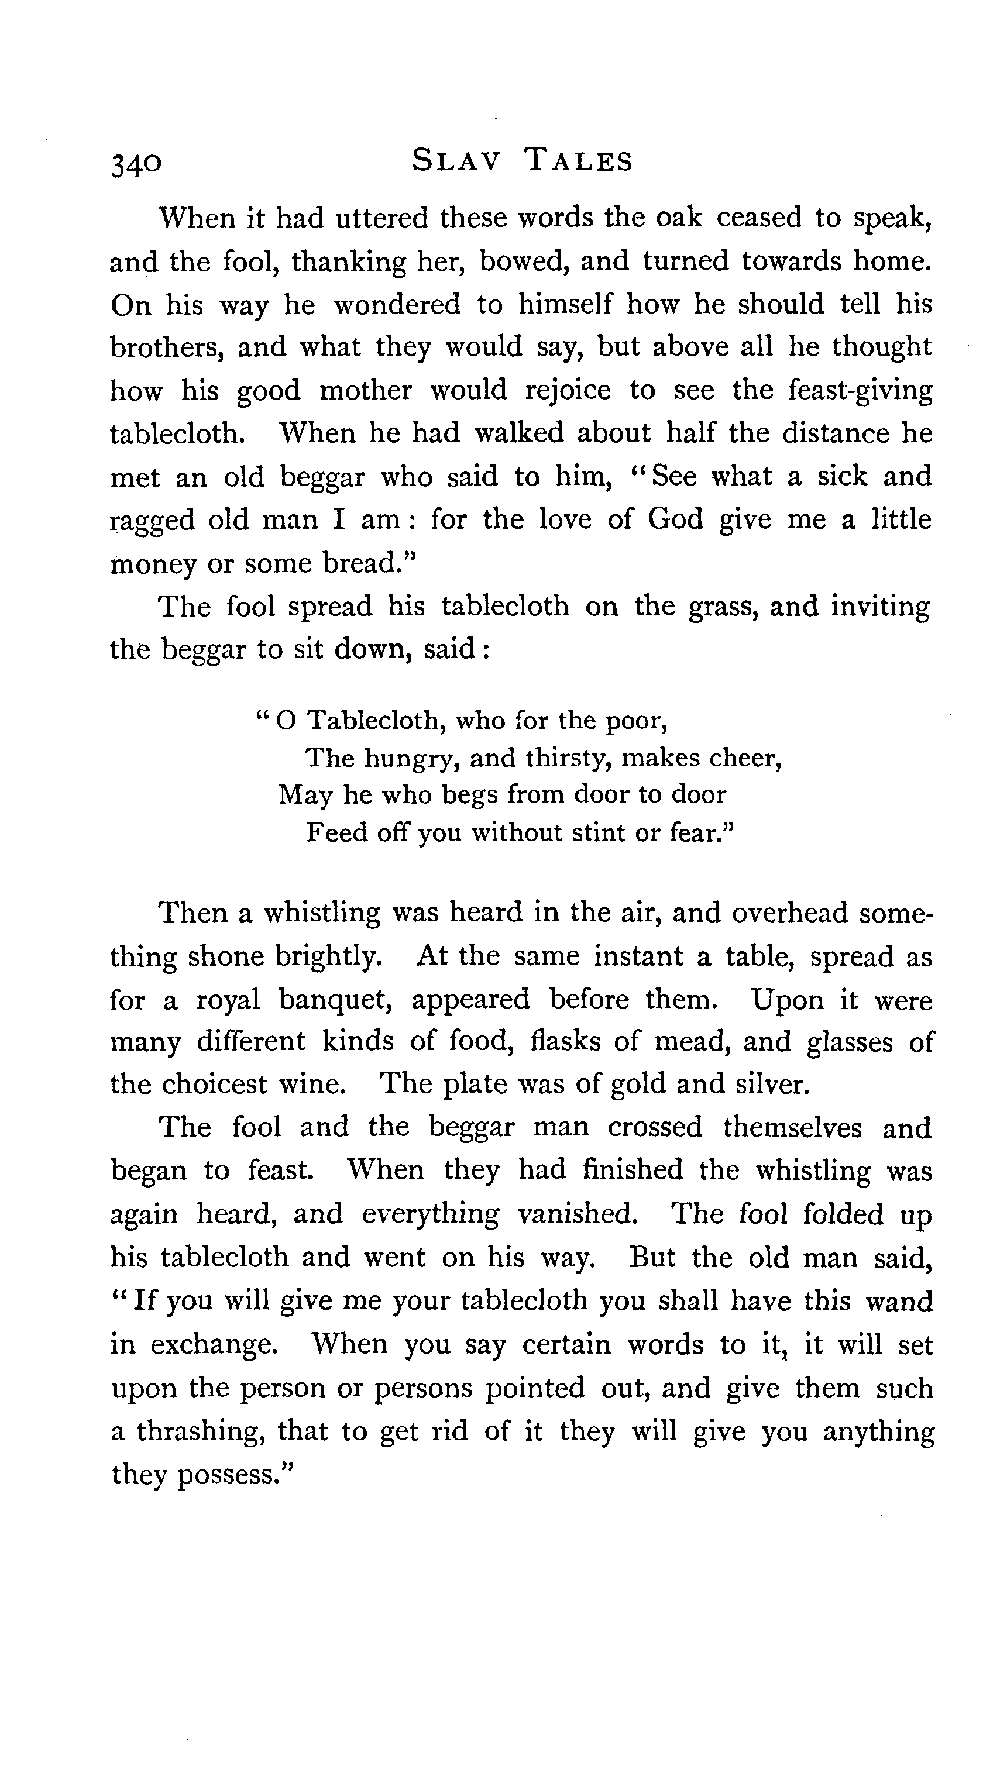 340 SLAV TALES
When it had uttered these words the oak ceased to speak,
and the fool, thanking her, bowed, and turned towards home.
On his way he wondered to himself how he should tell his
brothers, and what they would say, but above all he thought
how his good mother would rejoice to see the feast-giving
tablecloth. When he had walked about half the distance he
met an old beggar who said to him, “See what a sick and
ragged old man I am : for the love of God give me a little
money or some bread.”
The fool spread his tablecloth on the grass, and inviting
the beggar to sit down, said :
“O Tablecloth, who for the poor,
The hungry, and thirsty, makes cheer,
May he who begs from door to door
Feed off you without stint or fear.”
Then a whistling was heard in the air, and overhead some-
thing shone brightly. At the same instant a table, spread as
for a royal banquet, appeared before them. Upon it were
many different kinds of food, flasks of mead, and glasses of
the choicest wine. The plate was of gold and silver.
The fool and the beggar man crossed themselves and
began to feast. When they had finished the whistling was
again heard, and everything vanished. The fool folded up
his tablecloth and went on his way. But the old man said,
“If you will give me your tablecloth you shall have this wand
in exchange. When you say certain words to it, it will set
upon the person or persons pointed out, and give them such
a thrashing, that to get rid of it they will give you anything
they possess.”